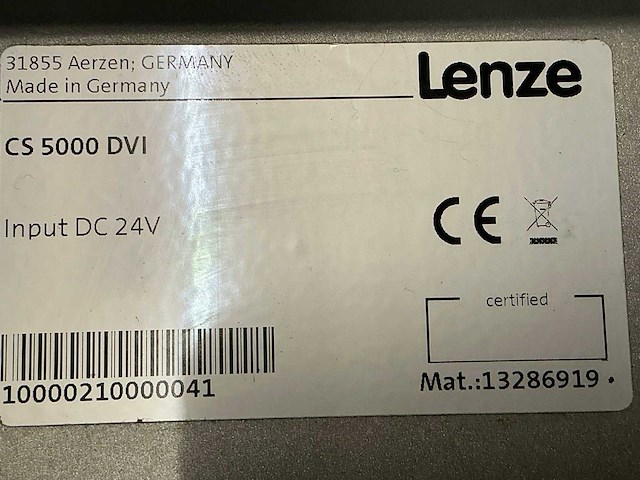 31855 Aerzen; GERMANY
Made in Germany
Lenze
CS 5000 DVI
Input DC 24V
CE
certified
10000210000041
Mat.:13286919